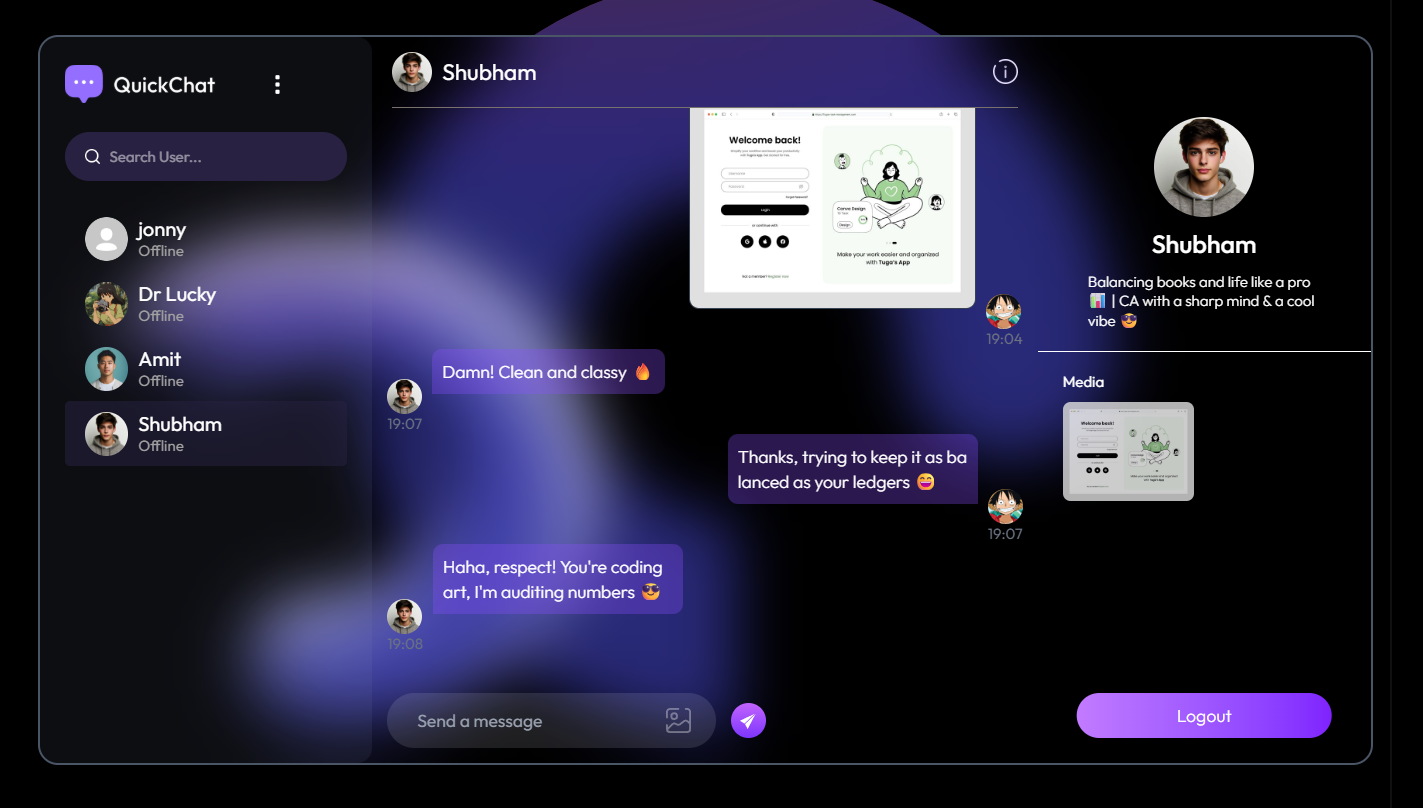 QuickChat
Search User...
jonny
Offline
Dr Lucky
Offline
Amit
Offline
Shubham
Offline
Shubham
Welcome back!
Login
or continue with
Canva Design
Design
Make your work easier and organized
with Tuga's App
19:04
Damn! Clean and classy 🔥
19:07
Thanks, trying to keep it as ba
lanced as your ledgers 😄
19:07
Haha, respect! You're coding
art, I'm auditing numbers 😎
19:08
Send a message
Shubham
Balancing books and life like a pro
📊 | CA with a sharp mind & a cool
vibe 😎
Media
Welcome back!
Logout